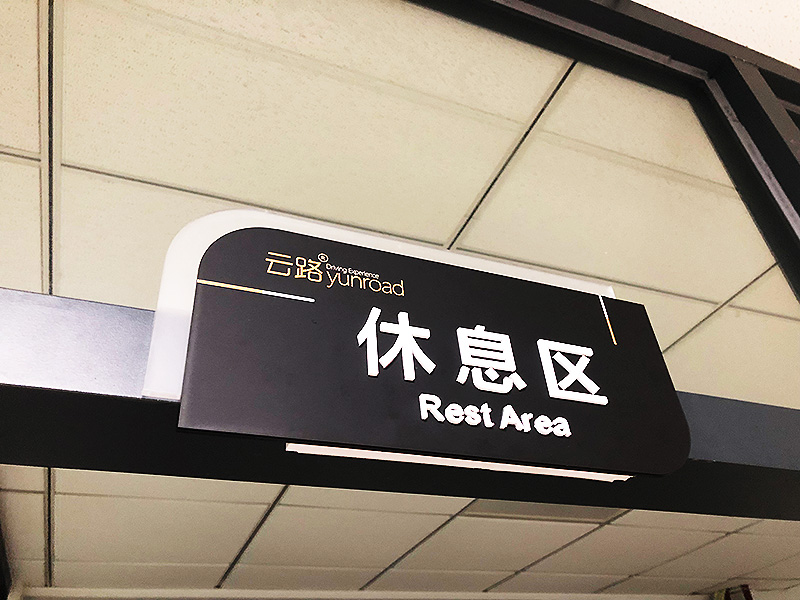 云路® Driving Experience
yunroad
休息区
Rest Area